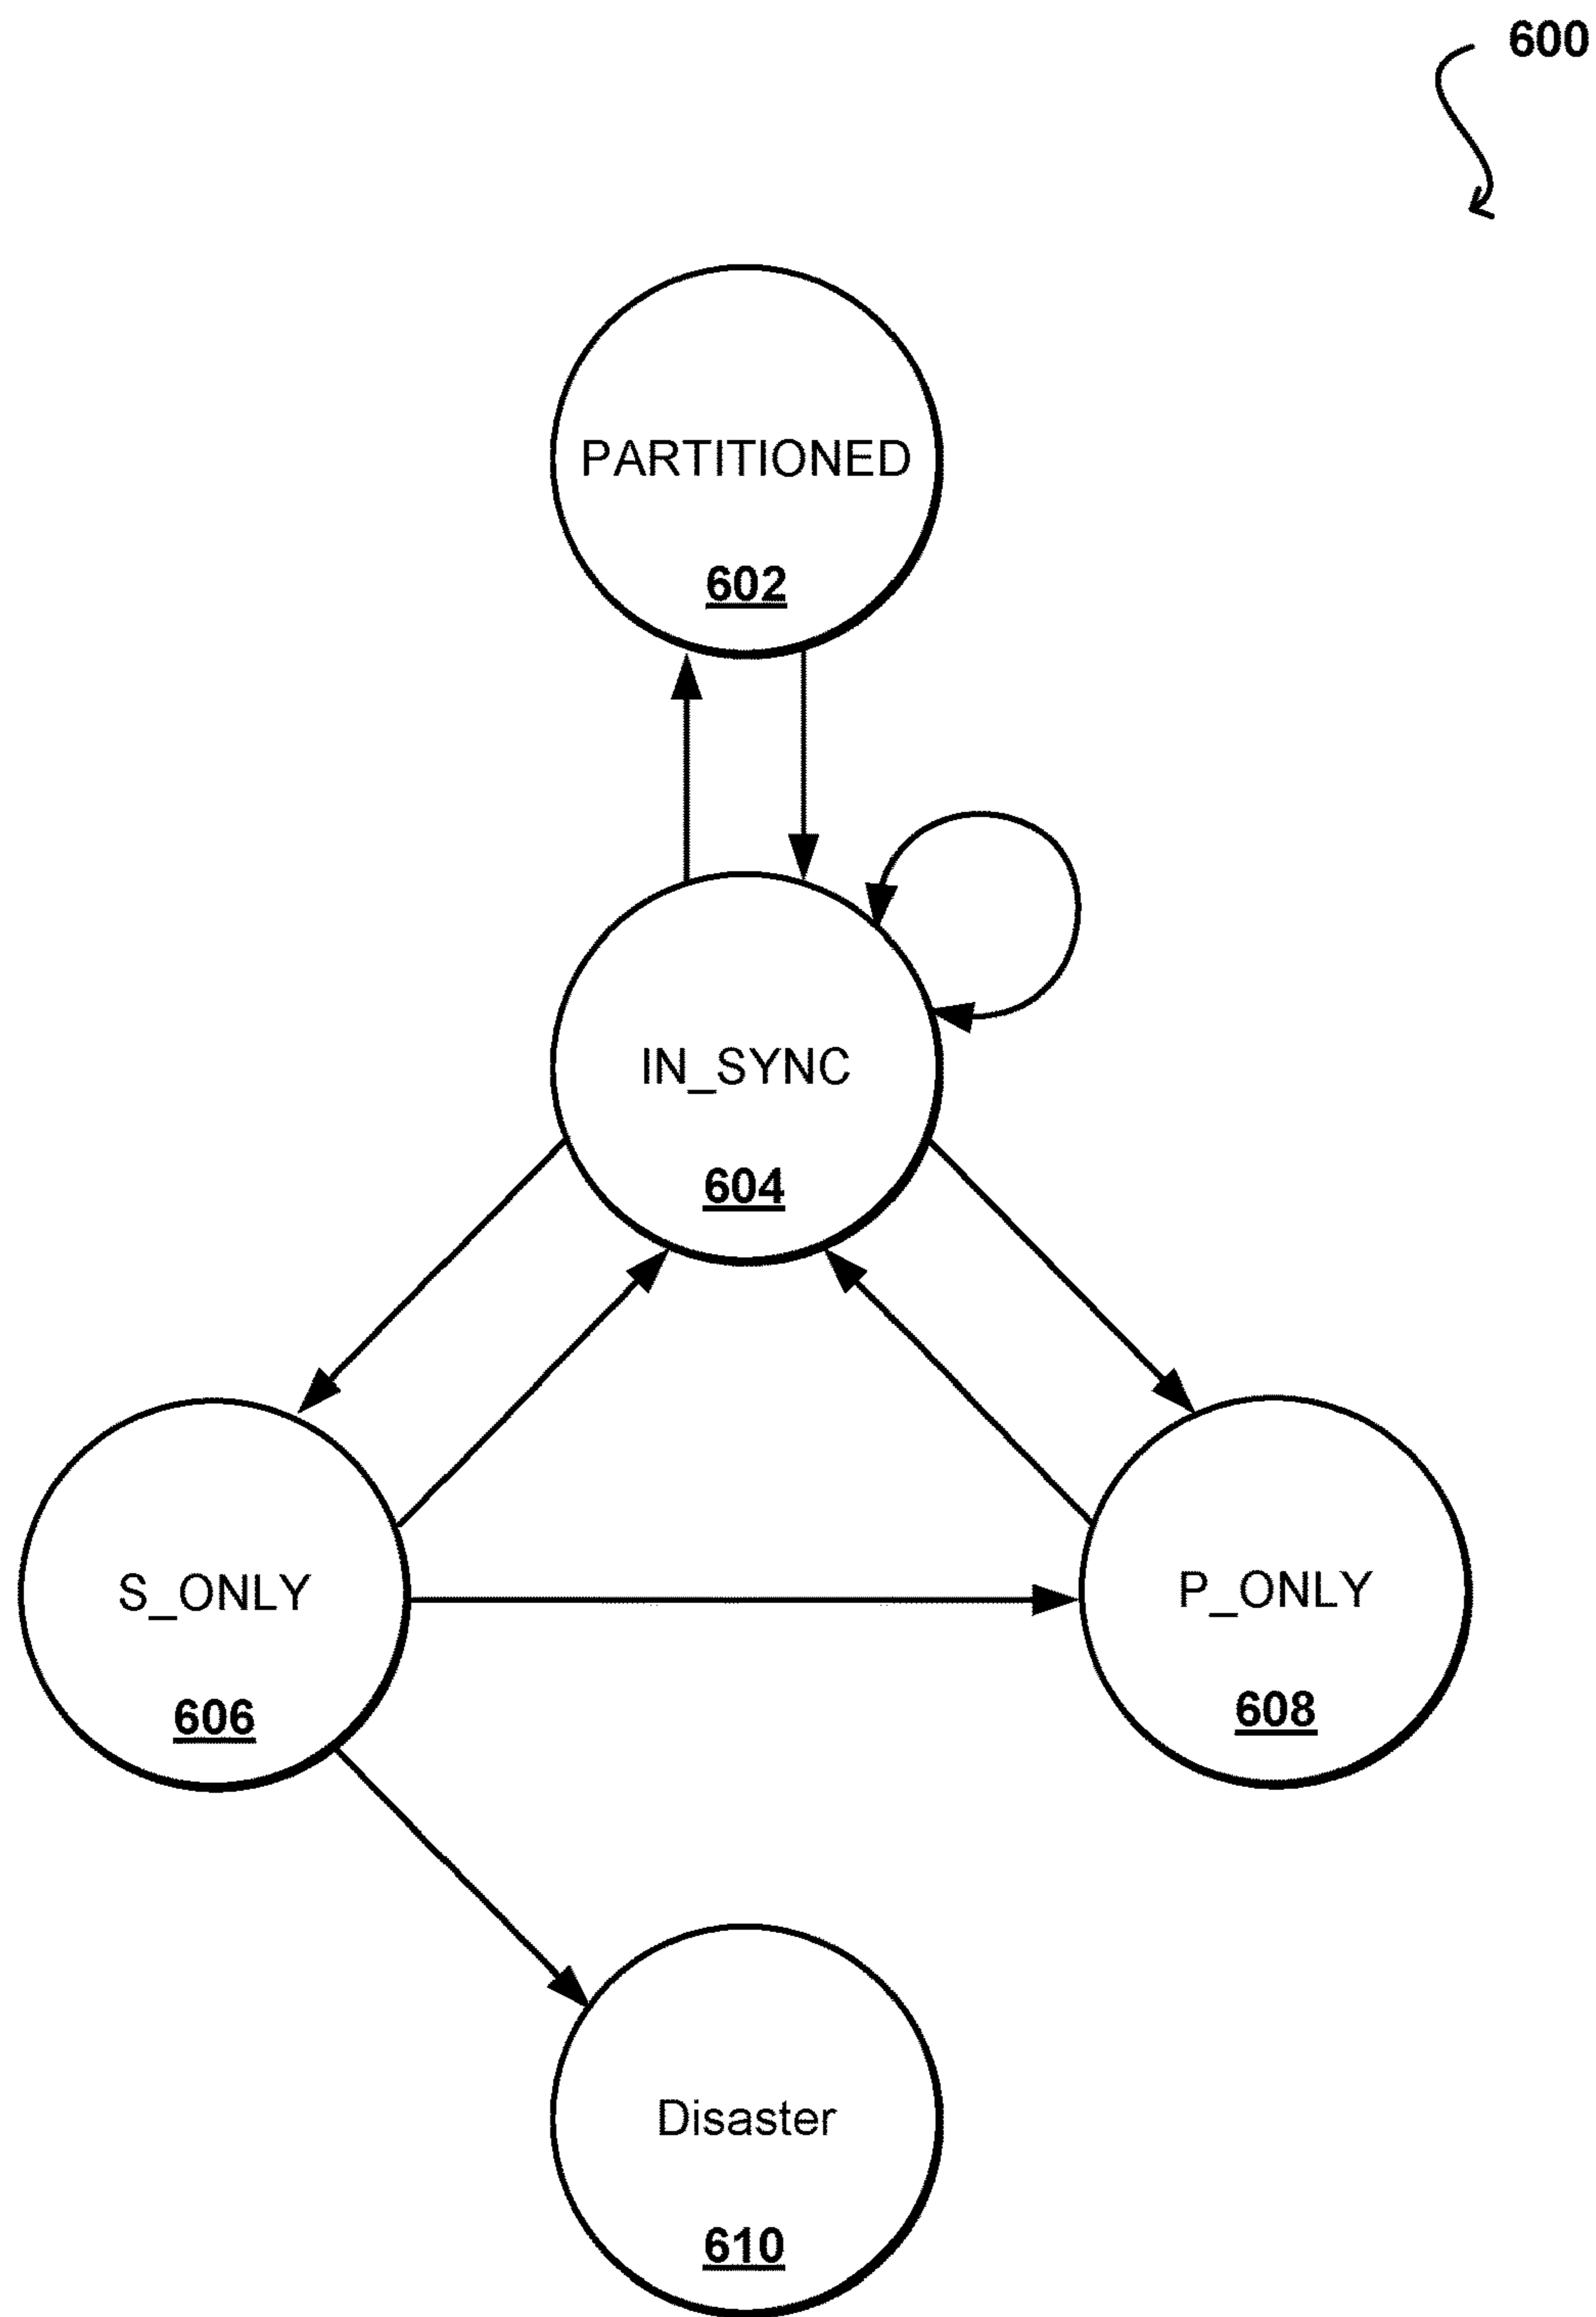 600
PARTITIONED
602
IN_SYNC
604
S_ONLY
606
P_ONLY
608
Disaster
610